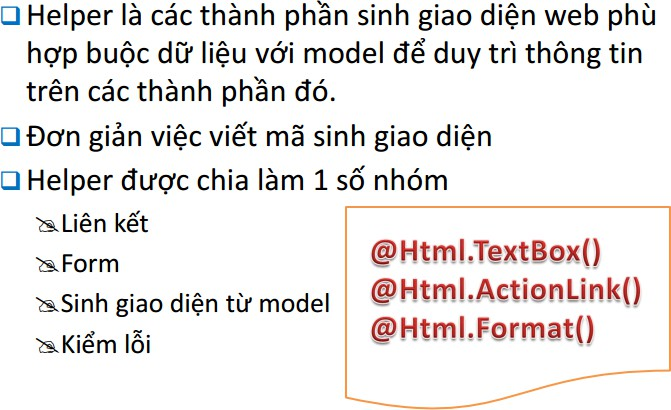 Helper là các thành phần sinh giao diện web phù
hợp buộc dữ liệu với model để duy trì thông tin
trên các thành phần đó.
Đơn giản việc viết mã sinh giao diện
Helper được chia làm 1 số nhóm
Liên kết
Form
Sinh giao diện từ model
Kiểm lỗi
@Html.TextBox()
@Html.ActionLink()
@Html.Format()